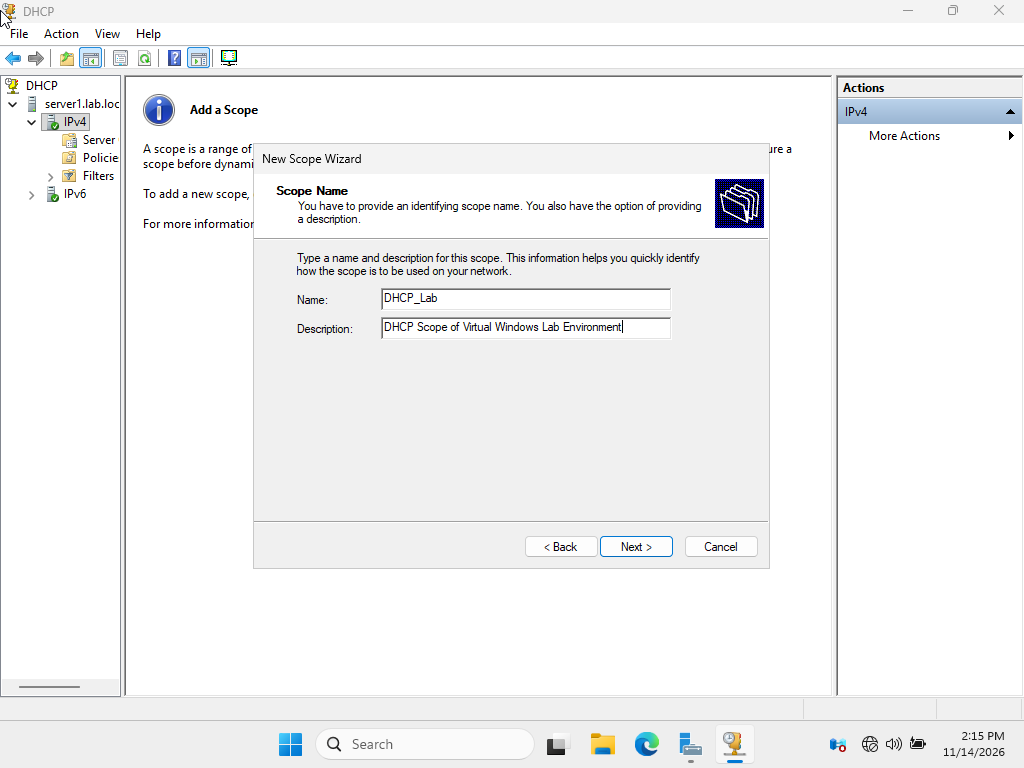 DHCP
File Action View Help
DHCP
server1.lab.loc
IPv4
Server
Policie
Filters
IPv6
Add a Scope
A scope is a range of
ure a
scope before dynami
To add a new scope,
For more information
New Scope Wizard
Scope Name
You have to provide an identifying scope name. You also have the option of providing
a description.
Type a name and description for this scope. This information helps you quickly identify
how the scope is to be used on your network.
Name: DHCP_Lab
Description: DHCP Scope of Virtual Windows Lab Environment
< Back Next > Cancel
Actions
IPv4
More Actions
Search
2:15 PM
11/14/2026